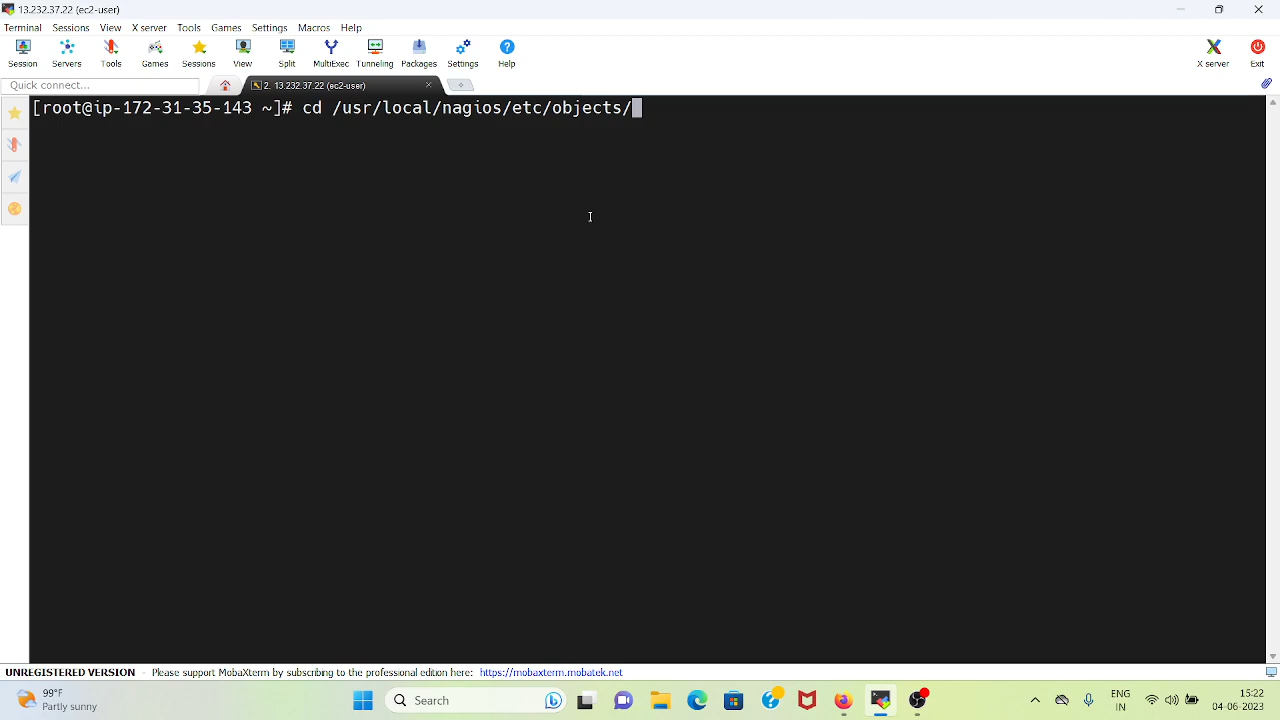 13.232.37.22 (ec2-user)
Terminal Sessions View X server Tools Games Settings Macros Help
Session Servers Tools Games Sessions View Split MultiExec Tunneling Packages Settings Help X server Exit
Quick connect...
2. 13.232.37.22 (ec2-user)
[root@ip-172-31-35-143 ~]# cd /usr/local/nagios/etc/objects/
UNREGISTERED VERSION - Please support MobaXterm by subscribing to the professional edition here: https://mobaxterm.mobatek.net
99°F
Partly sunny
Search
ENG
IN
15:22
04-06-2023